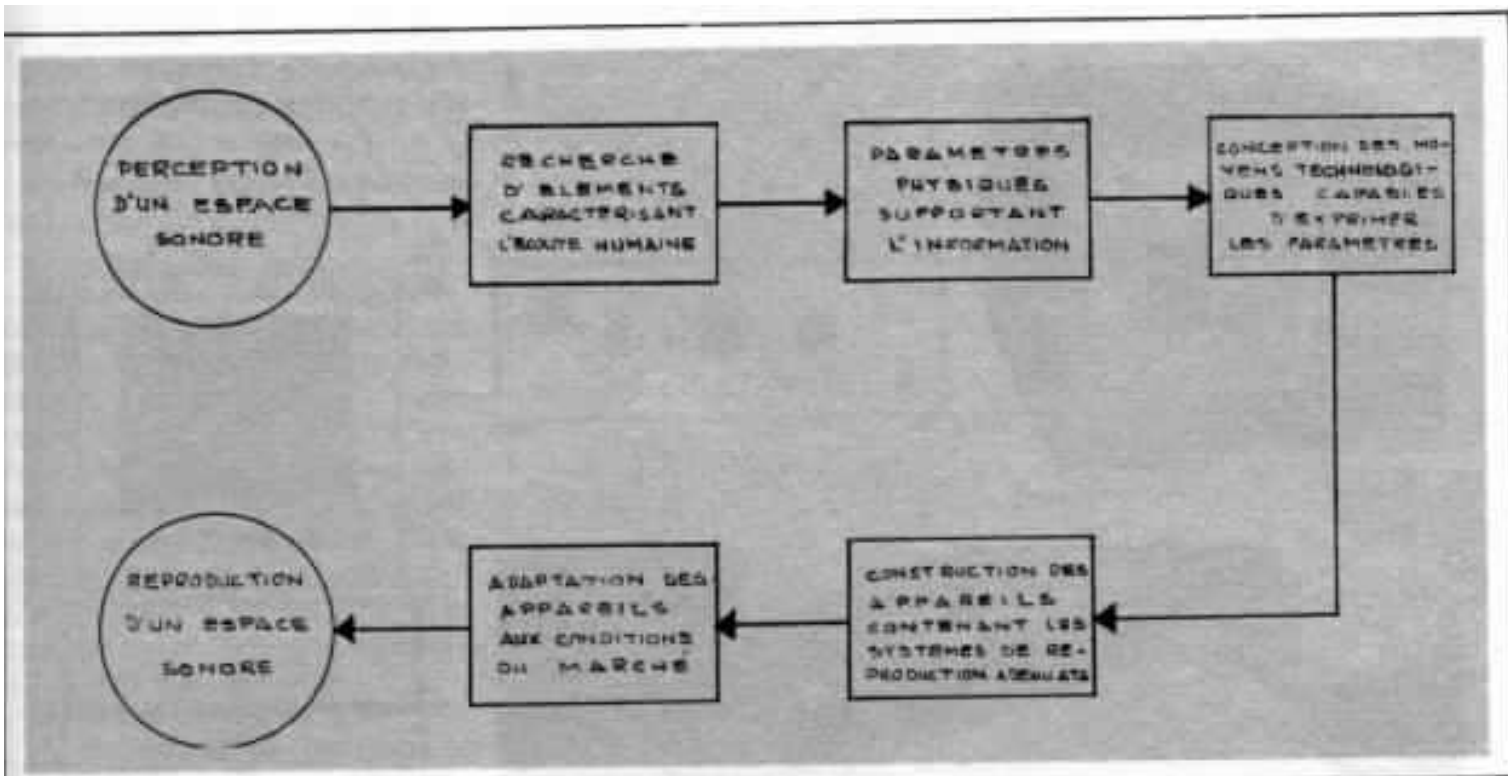 PERCEPTION
D'UN ESPACE
SONORE
RECHERCHE
D'ELEMENTS
CARACTERISANT
L'ECOUTE HUMAINE
PARAMETRES
PHYSIQUES
SUPPORTANT
L'INFORMATION
CONCEPTION DES MO-
YENS TECHNOLOGI-
QUES CAPABLES
D'EXPRIMER
LES PARAMETRES
CONSTRUCTION DES
APPAREILS
CONTENANT LES
SYSTEMES DE RE-
PRODUCTION ADEQUATS
ADAPTATION DES
APPAREILS
AUX CONDITIONS
DU MARCHÉ
REPRODUCTION
D'UN ESPACE
SONORE